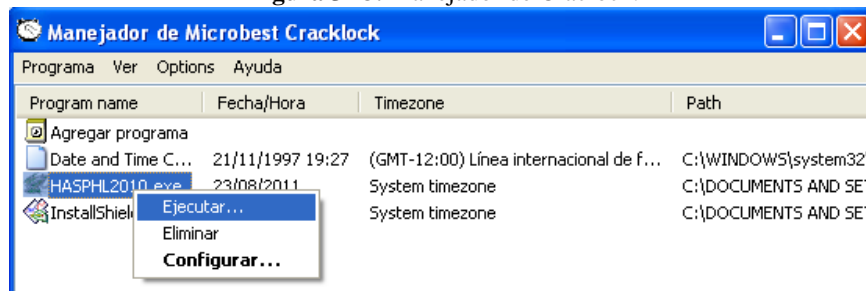 Manejador de Microbest Cracklock
Programa Ver Options Ayuda
Program name Fecha/Hora Timezone Path
Agregar programa
Date and Time C... 21/11/1997 19:27 (GMT-12:00) Línea internacional de f... C:\WINDOWS\system32\
HASPHL2010.exe 23/08/2011 System timezone C:\DOCUMENTS AND SE
InstallShiel System timezone C:\DOCUMENTS AND SE
Ejecutar...
Eliminar
Configurar...